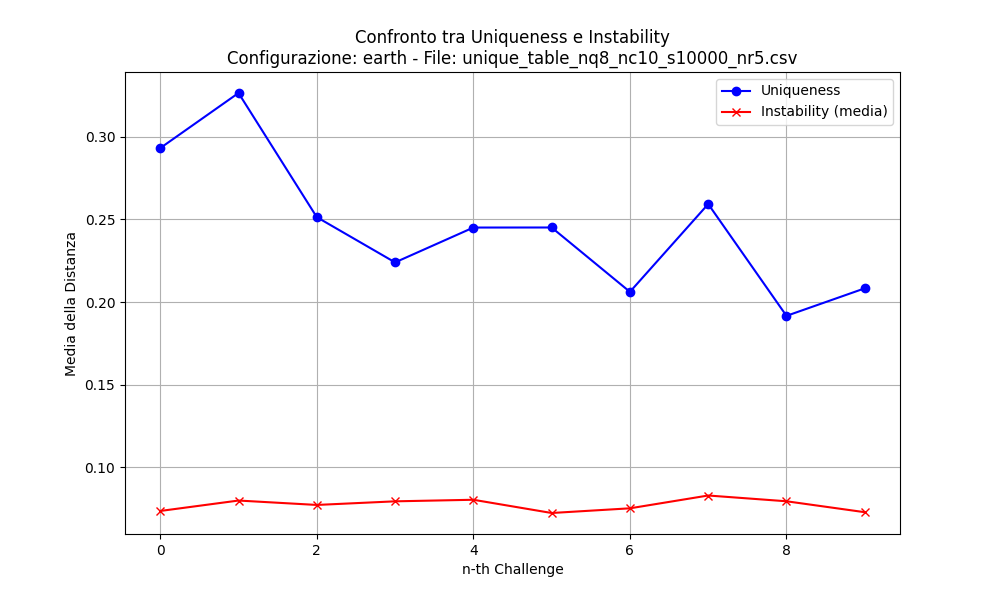 Confronto tra Uniqueness e Instability
Configurazione: earth - File: unique_table_nq8_nc10_s10000_nr5.csv
Uniqueness
Instability (media)
Media della Distanza
0.30
0.25
0.20
0.15
0.10
0 2 4 6 8
n-th Challenge